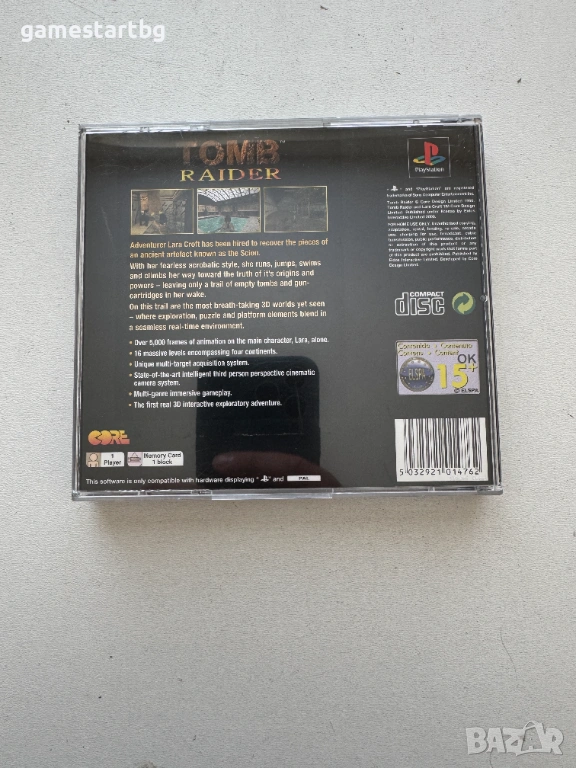 gamestartbg
TOMB™
RAIDER
PlayStation
Adventurer Lara Croft has been hired to recover the pieces of
an ancient artefact known as the Scion.
With her fearless acrobatic style, she runs, jumps, swims
and climbs her way toward the truth of it's origins and
powers – leaving only a trail of empty tombs and gun-
cartridges in her wake.
On this trail are the most breath-taking 3D worlds yet seen
– where exploration, puzzle and platform elements blend in
a seamless real-time environment.
• Over 5,000 frames of animation on the main character, Lara, alone.
• 16 massive levels encompassing four continents.
• Unique multi-target acquisition system.
• State-of-the-art intelligent third person perspective cinematic
camera system.
• Multi-game immersive gameplay.
• The first real 3D interactive exploratory adventure.
COMPACT
disc
ELSPA
OK
15+
© ELSPA
CORE
1
Player
Memory Card
1 block
This software is only compatible with hardware displaying " " and PAL
5 032921 014762
BAZAR